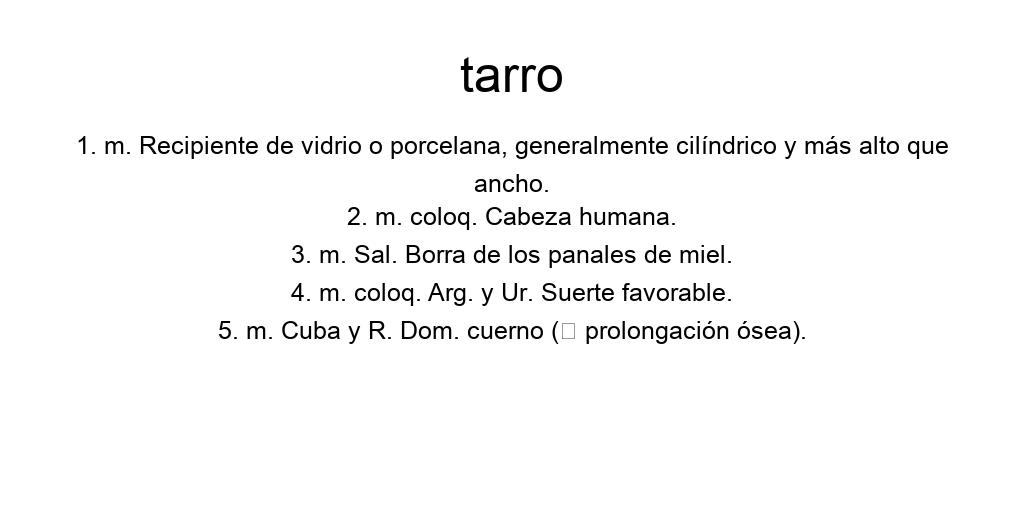 tarro
1. m. Recipiente de vidrio o porcelana, generalmente cilíndrico y más alto que
ancho.
2. m. coloq. Cabeza humana.
3. m. Sal. Borra de los panales de miel.
4. m. coloq. Arg. y Ur. Suerte favorable.
5. m. Cuba y R. Dom. cuerno (▯ prolongación ósea).